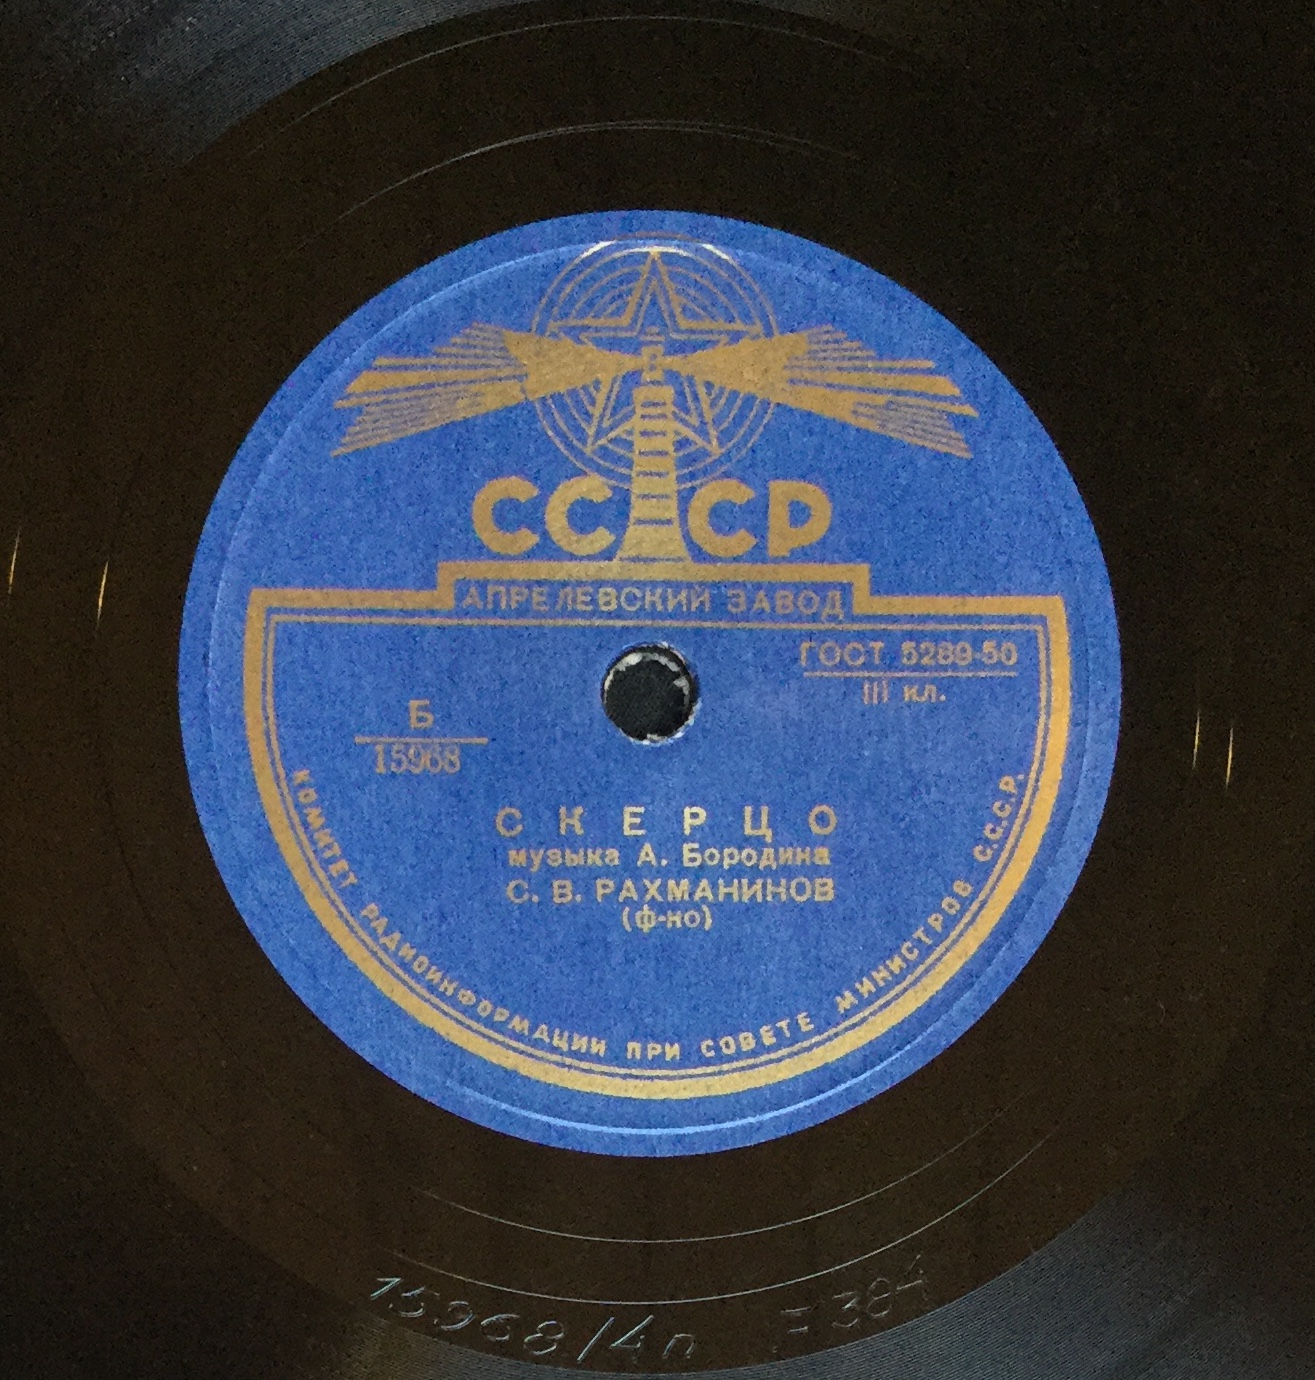 СССР
АПРЕЛЕВСКИЙ ЗАВОД
ГОСТ 5289-50
III кл.
Б
15968
СКЕРЦО
музыка А. Бородина
С. В. РАХМАНИНОВ
(ф-но)
КОМИТЕТ РАДИОИНФОРМАЦИИ ПРИ СОВЕТЕ МИНИСТРОВ С.С.С.Р.
15968/4п = 384